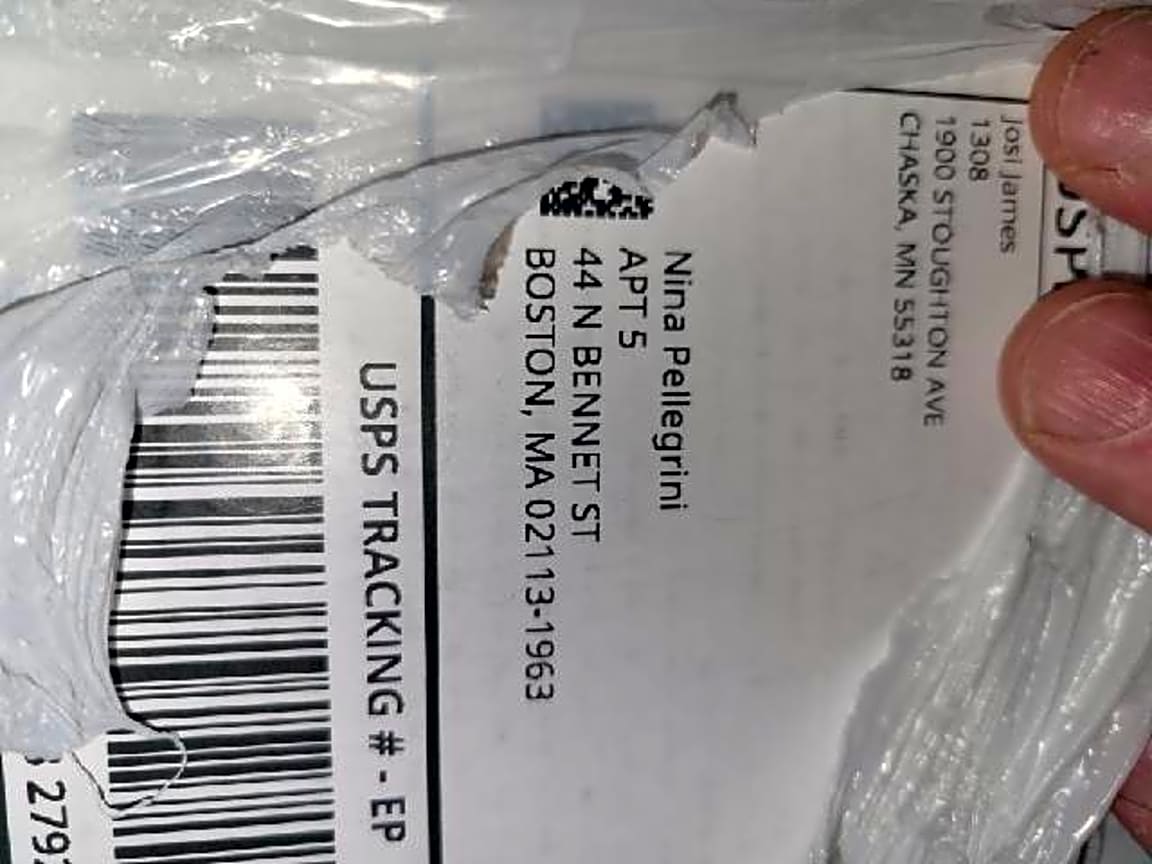 Josi James
1308
1900 STOUGHTON AVE
CHASKA, MN 55318
Nina Pellegrini
APT 5
44 N BENNET ST
BOSTON, MA 02113-1963
USPS TRACKING # - EP